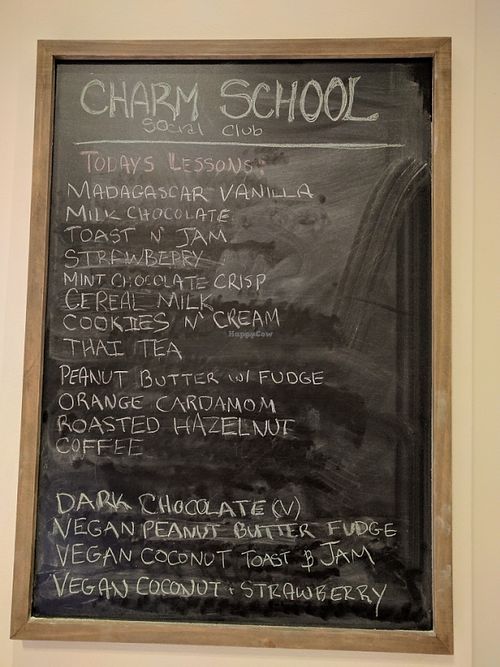 CHARM SCHOOL
Social Club
TODAYS LESSONS:
MADAGASCAR VANILLA
MILK CHOCOLATE
TOAST N' JAM
STRAWBERRY
MINT CHOCOLATE CRISP
CEREAL MILK
COOKIES N' CREAM
THAI TEA
PEANUT BUTTER W/ FUDGE
ORANGE CARDAMOM
ROASTED HAZELNUT
COFFEE
DARK CHOCOLATE (V)
VEGAN PEANUT BUTTER FUDGE
VEGAN COCONUT TOAST & JAM
VEGAN COCONUT + STRAWBERRY
HappyCow